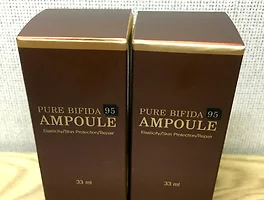 PURE BIFIDA 95
AMPOULE
Elasticity/Skin Protection/Repair
33 ml
PURE BIFIDA 95
AMPOULE
Elasticity/Skin Protection/Repair
33 ml